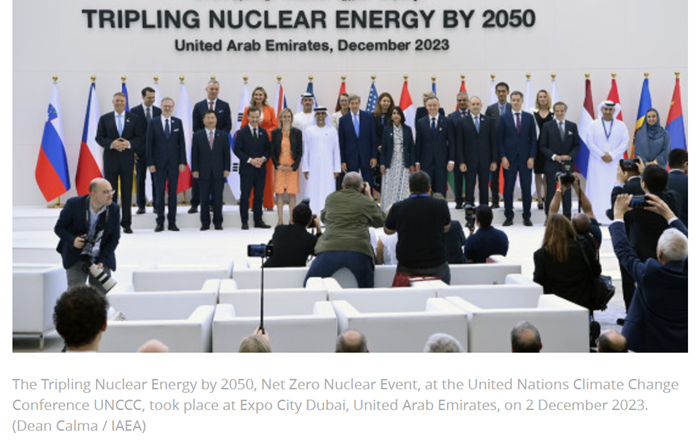 TRIPLING NUCLEAR ENERGY BY 2050
United Arab Emirates, December 2023
The Tripling Nuclear Energy by 2050, Net Zero Nuclear Event, at the United Nations Climate Change
Conference UNCCC, took place at Expo City Dubai, United Arab Emirates, on 2 December 2023.
(Dean Calma / IAEA)